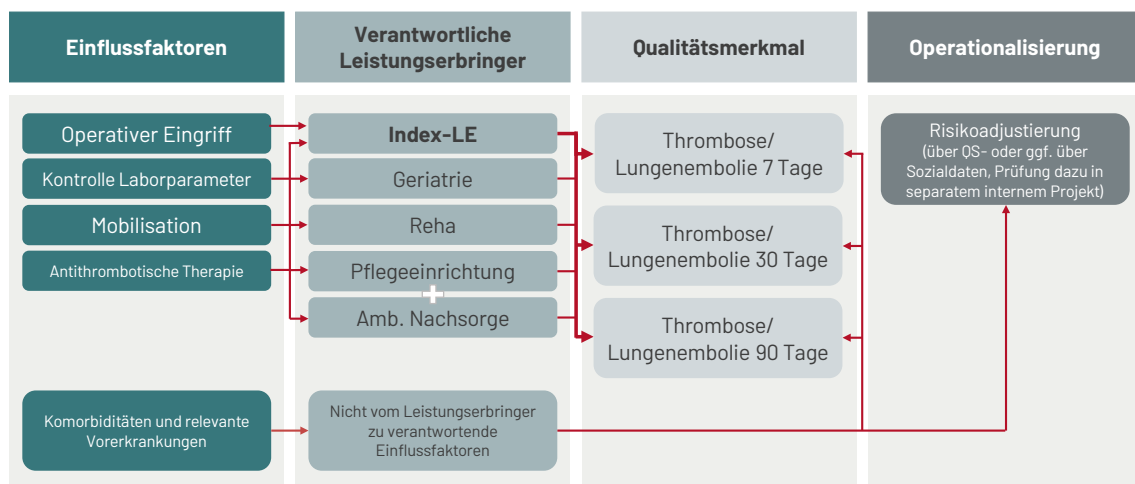 Einflussfaktoren
Verantwortliche
Leistungserbringer
Qualitätsmerkmal
Operationalisierung
Operativer Eingriff
Kontrolle Laborparameter
Mobilisation
Antithrombotische Therapie
Komorbiditäten und relevante
Vorerkrankungen
Index-LE
Geriatrie
Reha
Pflegeeinrichtung
+
Amb. Nachsorge
Nicht vom Leistungserbringer
zu verantwortende
Einflussfaktoren
Thrombose/
Lungenembolie 7 Tage
Thrombose/
Lungenembolie 30 Tage
Thrombose/
Lungenembolie 90 Tage
Risikoadjustierung
(über QS- oder ggf. über
Sozialdaten, Prüfung dazu in
separatem internem Projekt)